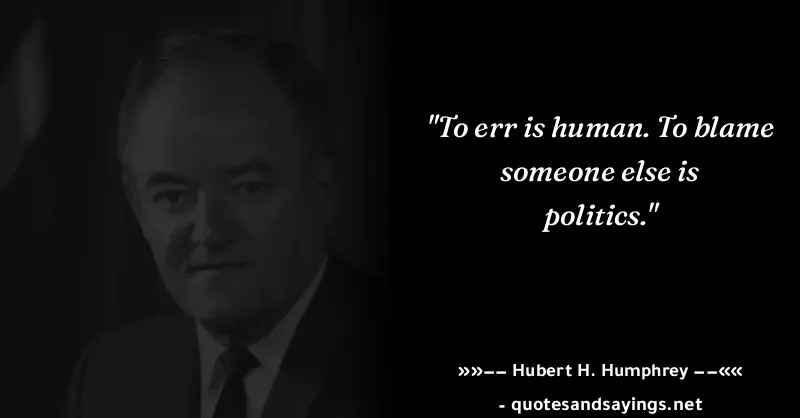 "To err is human. To blame
someone else is
politics."
»»−− Hubert H. Humphrey −−««
- quotesandsayings.net